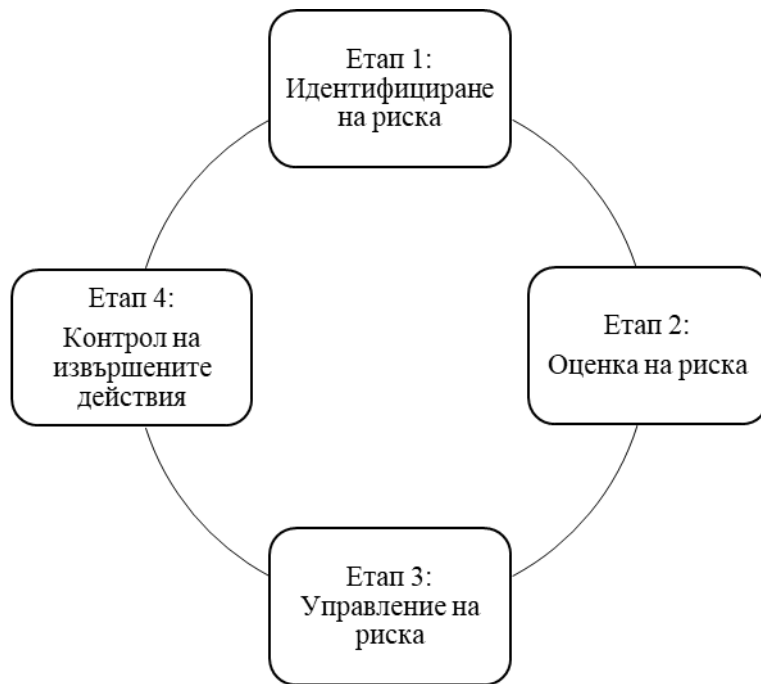 Етап 1:
Идентифициране
на риска
Етап 2:
Оценка на риска
Етап 3:
Управление на
риска
Етап 4:
Контрол на
извършените
действия